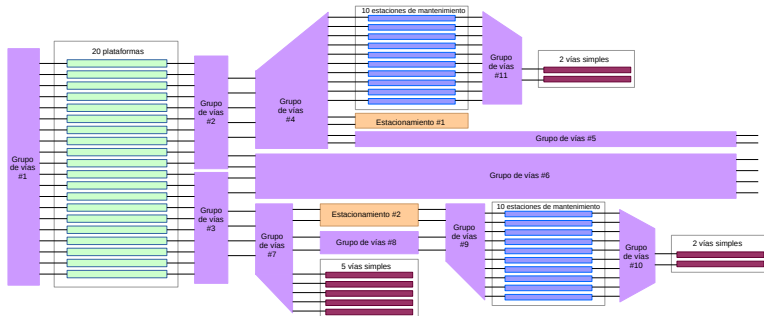 10 estaciones de mantenimiento
20 plataformas
Grupo
de vías
#1
Grupo
de vías
#2
Grupo
de vías
#3
Grupo
de vías
#4
Grupo
de vías
#11
2 vías simples
Estacionamiento #1
Grupo de vías #5
Grupo de vías #6
Grupo
de vías
#7
Estacionamiento #2
Grupo de vías #8
5 vías simples
Grupo
de vías
#9
10 estaciones de mantenimiento
Grupo
de vías
#10
2 vías simples